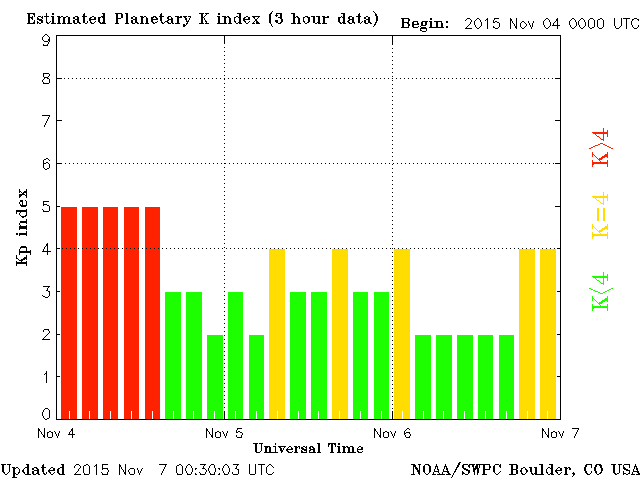 Estimated Planetary K index (3 hour data) Begin: 2015 Nov 04 0000 UTC
9
8
7
6
5
4
3
2
1
0
Kp index
K>4
K=4
K<4
Nov 4 Nov 5 Nov 6 Nov 7
Universal Time
Updated 2015 Nov 7 00:30:03 UTC NOAA/SWPC Boulder, CO USA